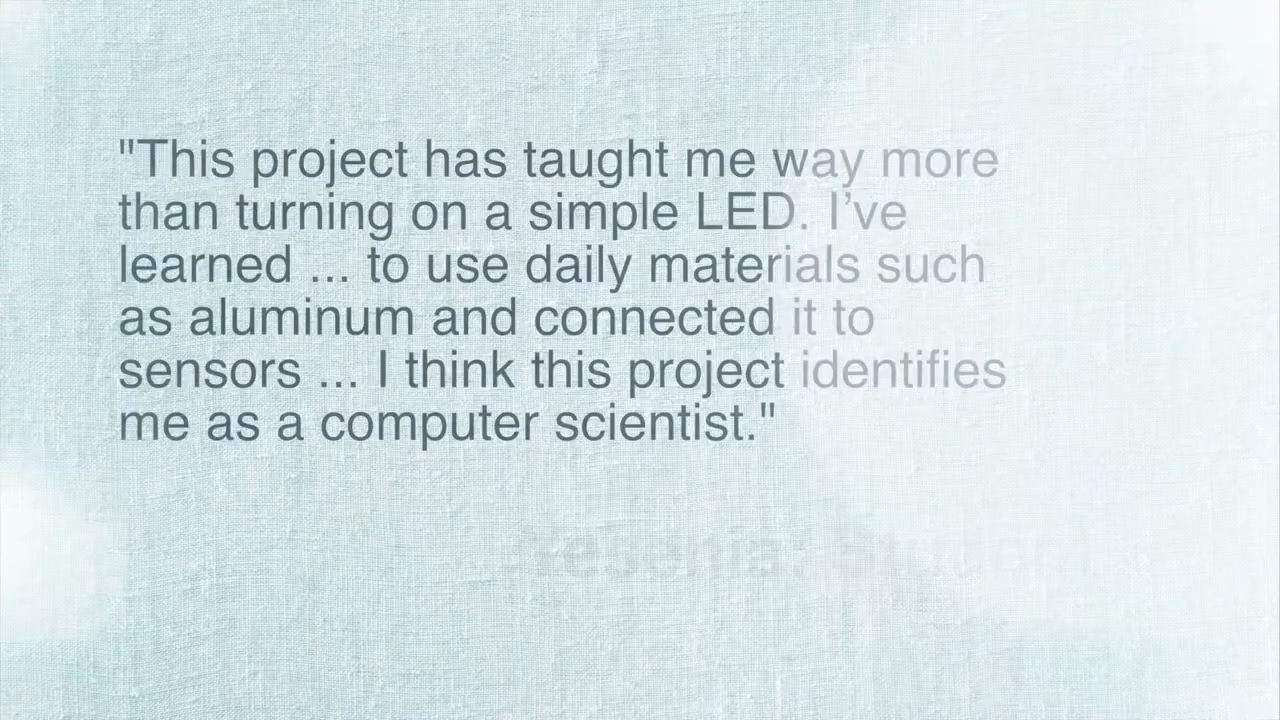 "This project has taught me way more
than turning on a simple LED. I’ve
learned ... to use daily materials such
as aluminum and connected it to
sensors ... I think this project identifies
me as a computer scientist."
Student